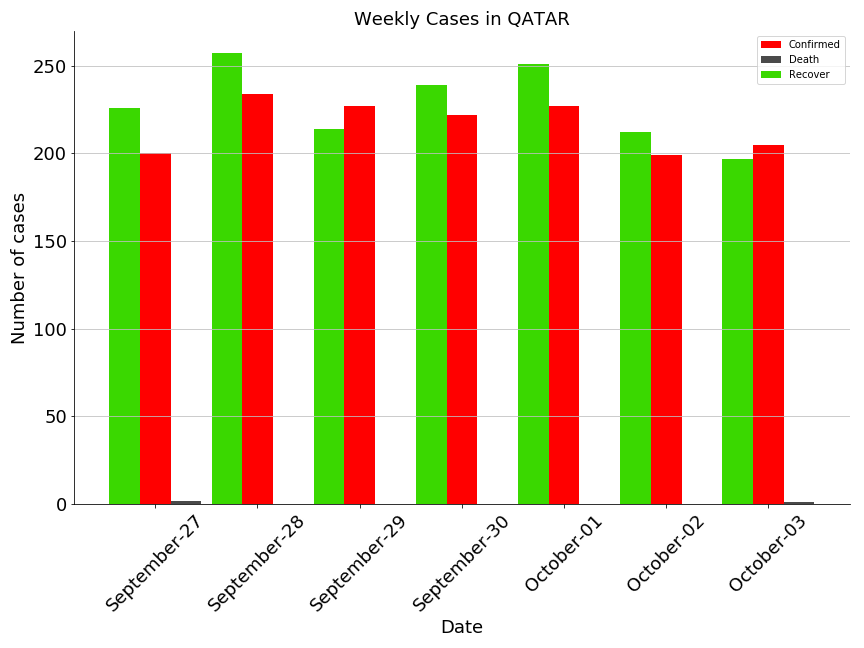 Weekly Cases in QATAR
Confirmed
Death
Recover
Number of cases
250
200
150
100
50
0
September-27
September-28
September-29
September-30
October-01
October-02
October-03
Date